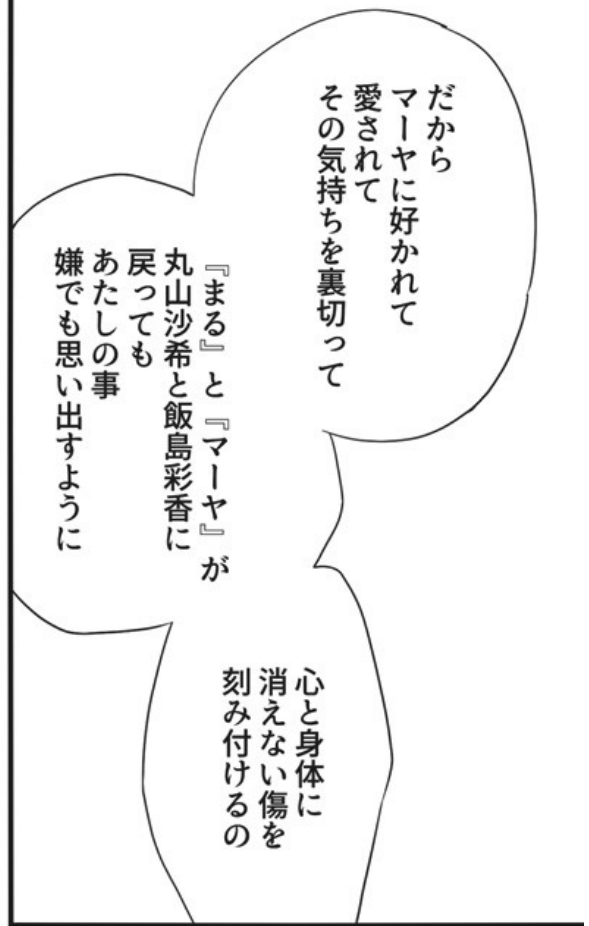 だから
マーヤに好かれて
愛されて
その気持ちを裏切って
『まる』と『マーヤ』が
丸山沙希と飯島彩香に
戻っても
あたしの事
嫌でも思い出すように
心と身体に
消えない傷を
刻み付けるの